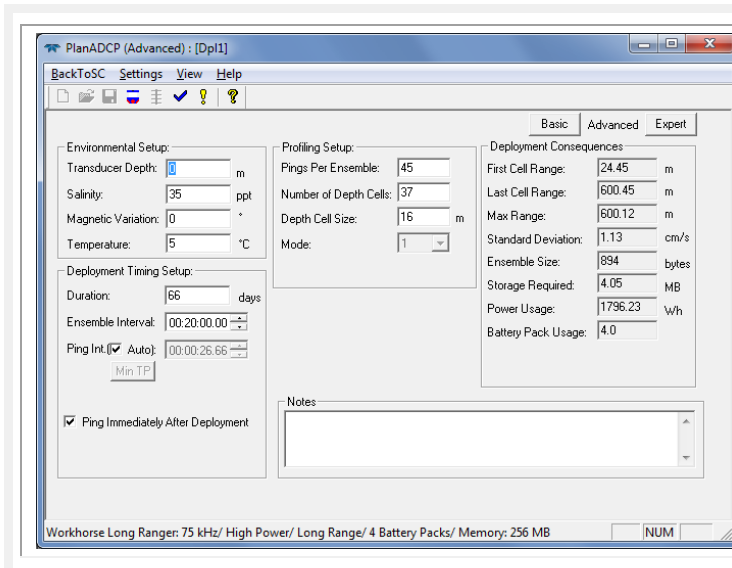 PlanADCP (Advanced) : [Dpl1]
BackToSC Settings View Help
Basic Advanced Expert
Environmental Setup:
Transducer Depth: 0 m
Salinity: 35 ppt
Magnetic Variation: 0 °
Temperature: 5 °C
Deployment Timing Setup:
Duration: 66 days
Ensemble Interval: 00:20:00.00
Ping Int.( Auto): 00:00:26.66
Min TP
Ping Immediately After Deployment
Profiling Setup:
Pings Per Ensemble: 45
Number of Depth Cells: 37
Depth Cell Size: 16 m
Mode: 1
Deployment Consequences
First Cell Range: 24.45 m
Last Cell Range: 600.45 m
Max Range: 600.12 m
Standard Deviation: 1.13 cm/s
Ensemble Size: 894 bytes
Storage Required: 4.05 MB
Power Usage: 1796.23 Wh
Battery Pack Usage: 4.0
Notes
Workhorse Long Ranger: 75 kHz/ High Power/ Long Range/ 4 Battery Packs/ Memory: 256 MB NUM